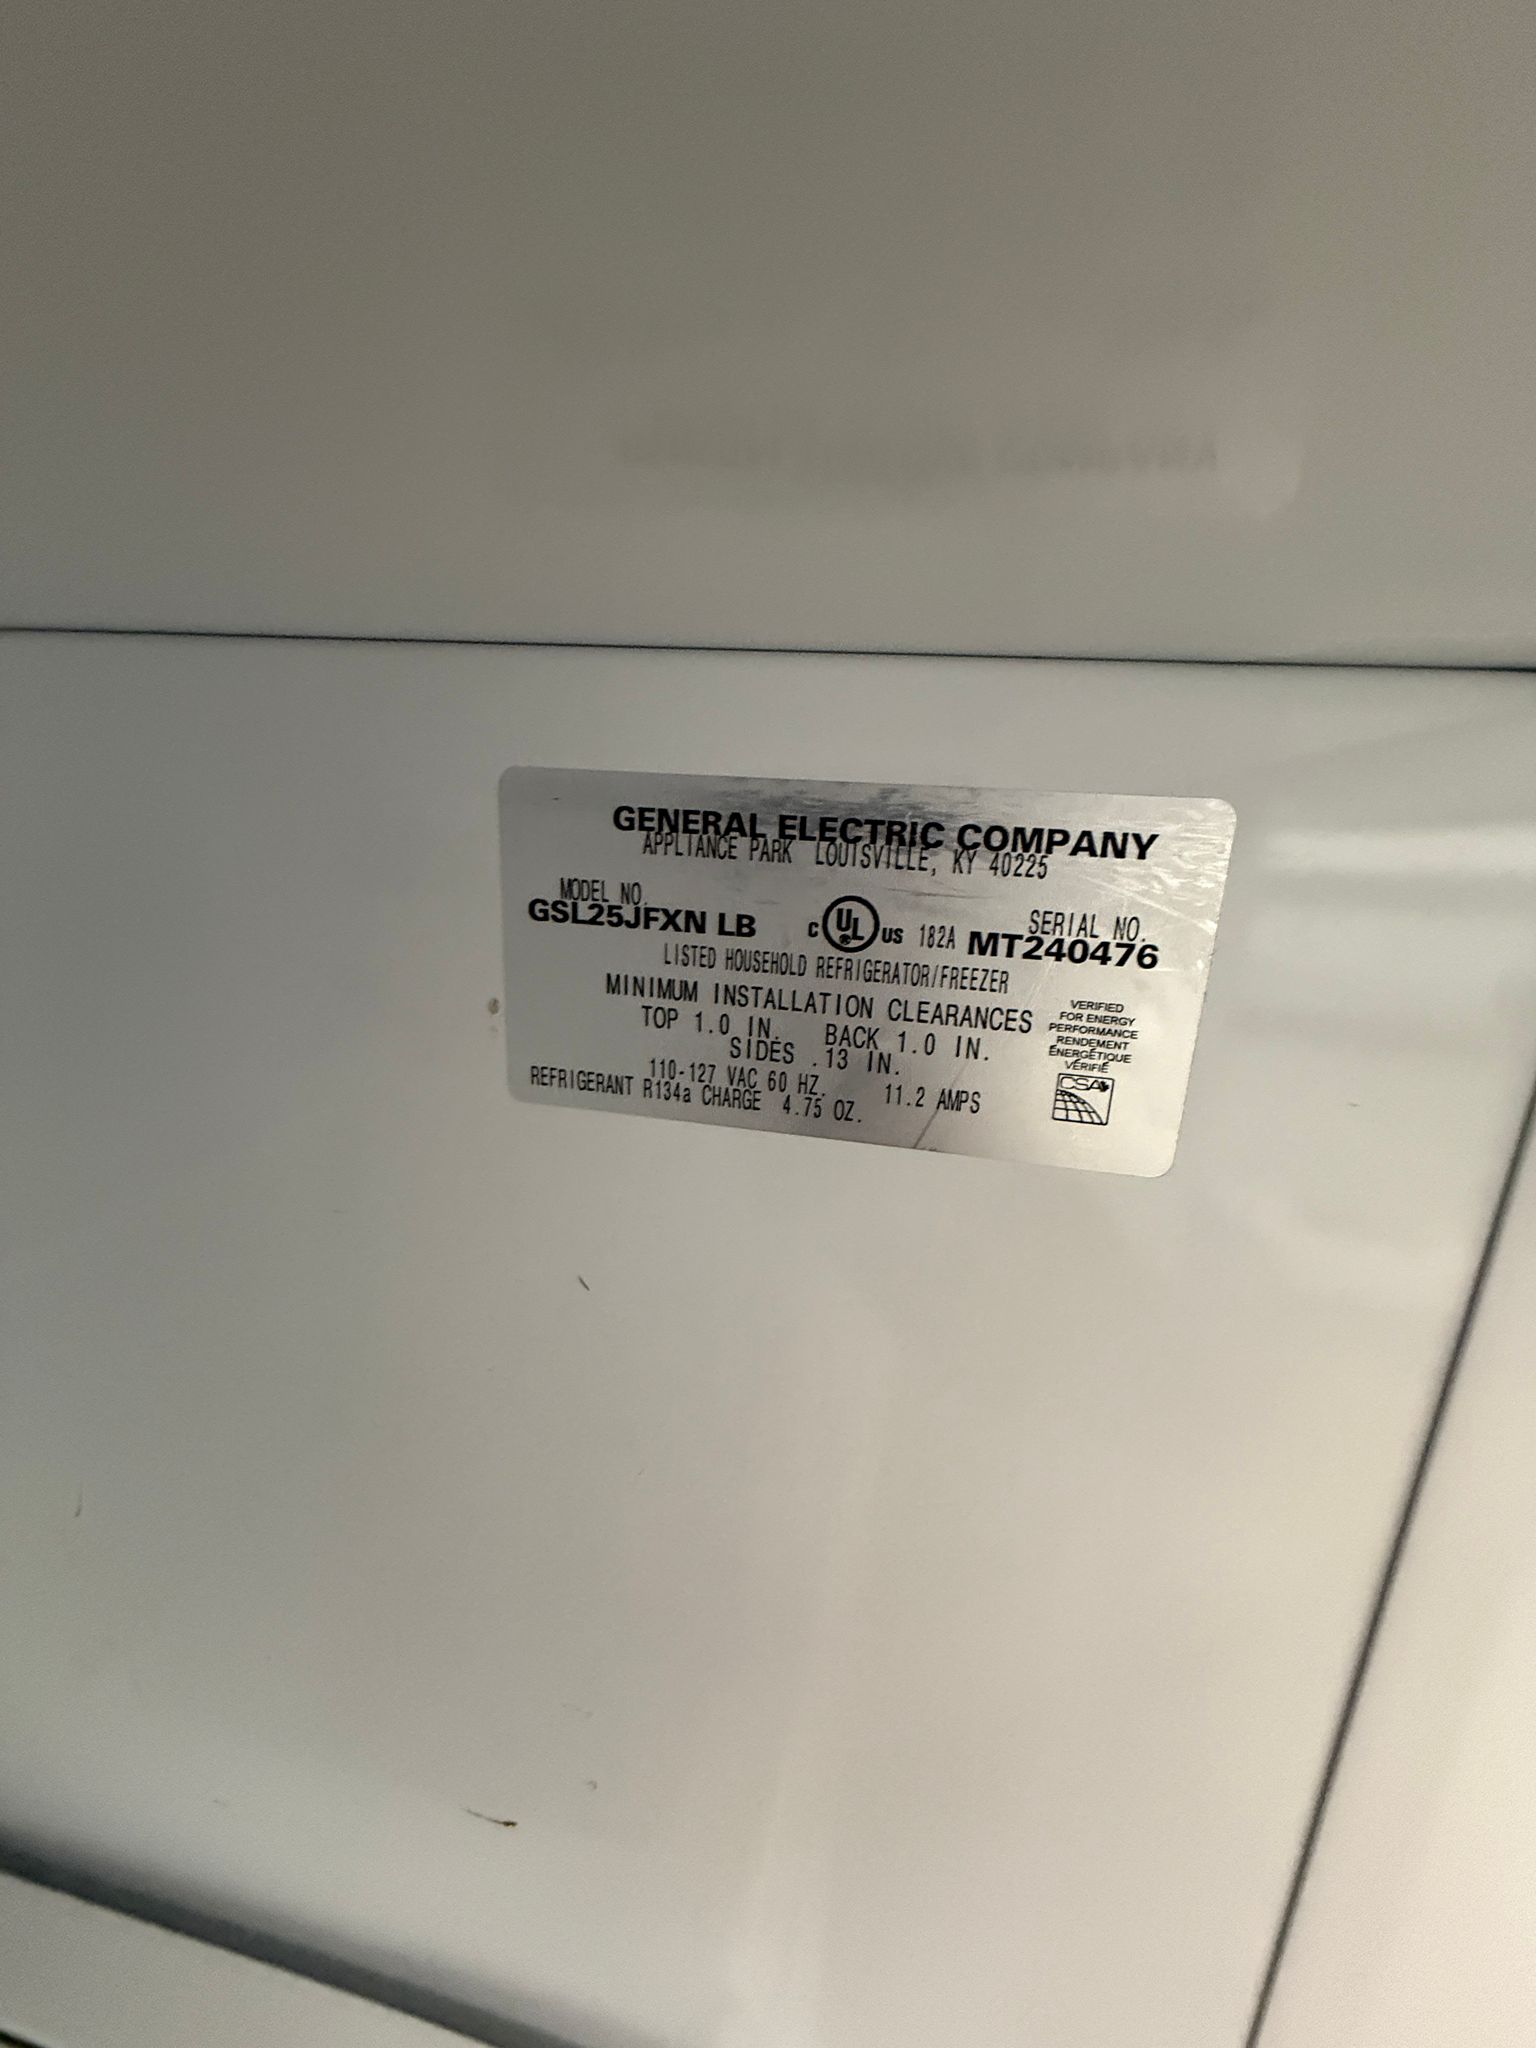 GENERAL ELECTRIC COMPANY
APPLIANCE PARK LOUISVILLE, KY 40225
MODEL NO. SERIAL NO.
GSL25JFXN LB C UL ® US 182A MT240476
LISTED HOUSEHOLD REFRIGERATOR/FREEZER
MINIMUM INSTALLATION CLEARANCES
TOP 1.0 IN. BACK 1.0 IN.
SIDES .13 IN.
110-127 VAC 60 HZ. 11.2 AMPS
REFRIGERANT R134a CHARGE 4.75 OZ.
VERIFIED
FOR ENERGY
PERFORMANCE
RENDEMENT
ÉNERGÉTIQUE
VÉRIFIÉ
CSA